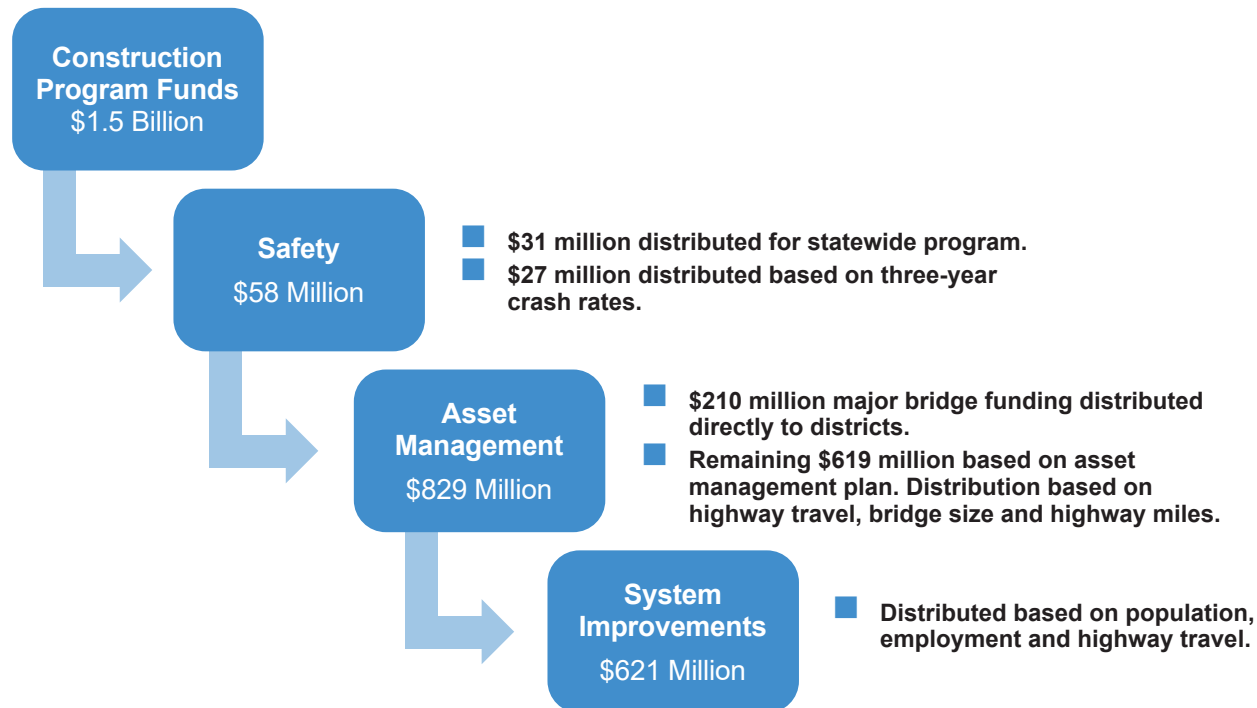 Construction
Program Funds
$1.5 Billion
Safety
$58 Million
$31 million distributed for statewide program.
$27 million distributed based on three-year
crash rates.
Asset
Management
$829 Million
$210 million major bridge funding distributed
directly to districts.
Remaining $619 million based on asset
management plan. Distribution based on
highway travel, bridge size and highway miles.
System
Improvements
$621 Million
Distributed based on population,
employment and highway travel.